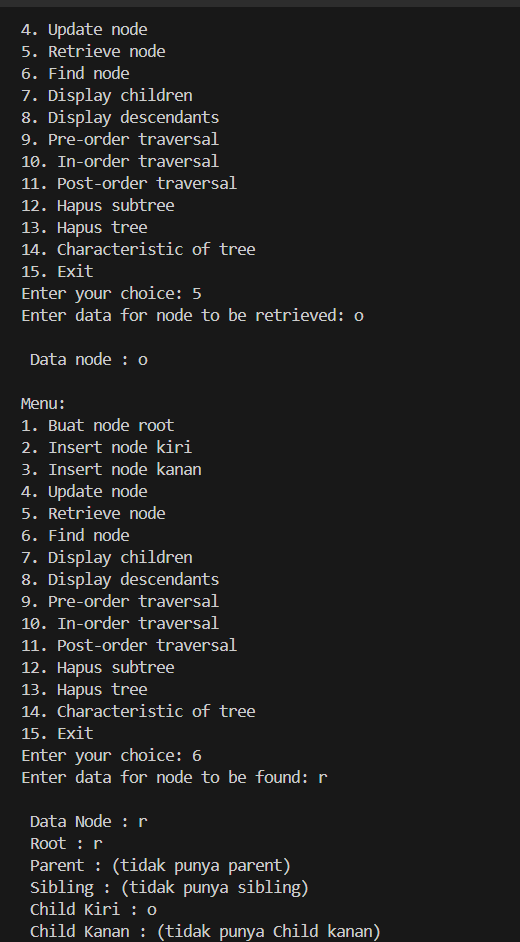 4. Update node
5. Retrieve node
6. Find node
7. Display children
8. Display descendants
9. Pre-order traversal
10. In-order traversal
11. Post-order traversal
12. Hapus subtree
13. Hapus tree
14. Characteristic of tree
15. Exit
Enter your choice: 5
Enter data for node to be retrieved: o
Data node : o
Menu:
1. Buat node root
2. Insert node kiri
3. Insert node kanan
4. Update node
5. Retrieve node
6. Find node
7. Display children
8. Display descendants
9. Pre-order traversal
10. In-order traversal
11. Post-order traversal
12. Hapus subtree
13. Hapus tree
14. Characteristic of tree
15. Exit
Enter your choice: 6
Enter data for node to be found: r
Data Node : r
Root : r
Parent : (tidak punya parent)
Sibling : (tidak punya sibling)
Child Kiri : o
Child Kanan : (tidak punya Child kanan)